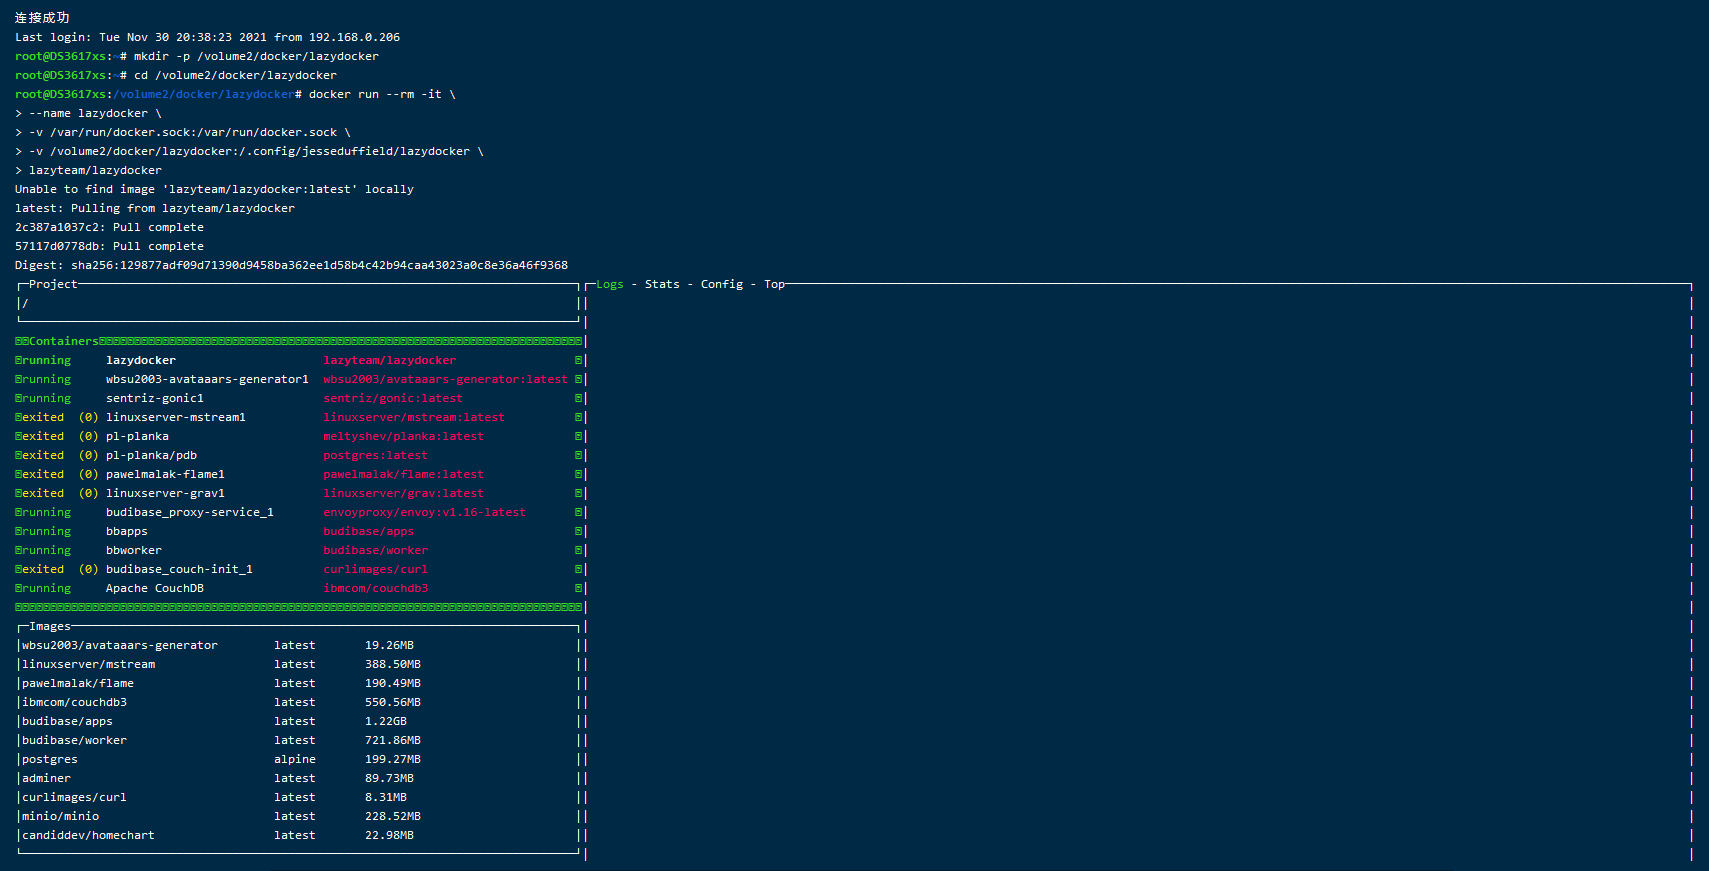 连接成功
Last login: Tue Nov 30 20:38:23 2021 from 192.168.0.206
root@DS3617xs:~# mkdir -p /volume2/docker/lazydocker
root@DS3617xs:~# cd /volume2/docker/lazydocker
root@DS3617xs:/volume2/docker/lazydocker# docker run --rm -it \
> --name lazydocker \
> -v /var/run/docker.sock:/var/run/docker.sock \
> -v /volume2/docker/lazydocker:/.config/jesseduffield/lazydocker \
> lazyteam/lazydocker
Unable to find image 'lazyteam/lazydocker:latest' locally
latest: Pulling from lazyteam/lazydocker
2c387a1037c2: Pull complete
57117d0778db: Pull complete
Digest: sha256:129877adf09d71390d9458ba362ee1d58b4c42b94caa43023a0c8e36a46f9368
Project Logs - Stats - Config - Top
/
Containers
running lazydocker lazyteam/lazydocker
running wbsu2003-avataaars-generator1 wbsu2003/avataaars-generator:latest
running sentriz-gonic1 sentriz/gonic:latest
exited (0) linuxserver-mstream1 linuxserver/mstream:latest
exited (0) pl-planka meltyshev/planka:latest
exited (0) pl-planka/pdb postgres:latest
exited (0) pawelmalak-flame1 pawelmalak/flame:latest
exited (0) linuxserver-grav1 linuxserver/grav:latest
running budibase_proxy-service_1 envoyproxy/envoy:v1.16-latest
running bbapps budibase/apps
running bbworker budibase/worker
exited (0) budibase_couch-init_1 curlimages/curl
running Apache CouchDB ibmcom/couchdb3
Images
wbsu2003/avataaars-generator latest 19.26MB
linuxserver/mstream latest 388.50MB
pawelmalak/flame latest 190.49MB
ibmcom/couchdb3 latest 550.56MB
budibase/apps latest 1.22GB
budibase/worker latest 721.86MB
postgres alpine 199.27MB
adminer latest 89.73MB
curlimages/curl latest 8.31MB
minio/minio latest 228.52MB
candiddev/homechart latest 22.98MB